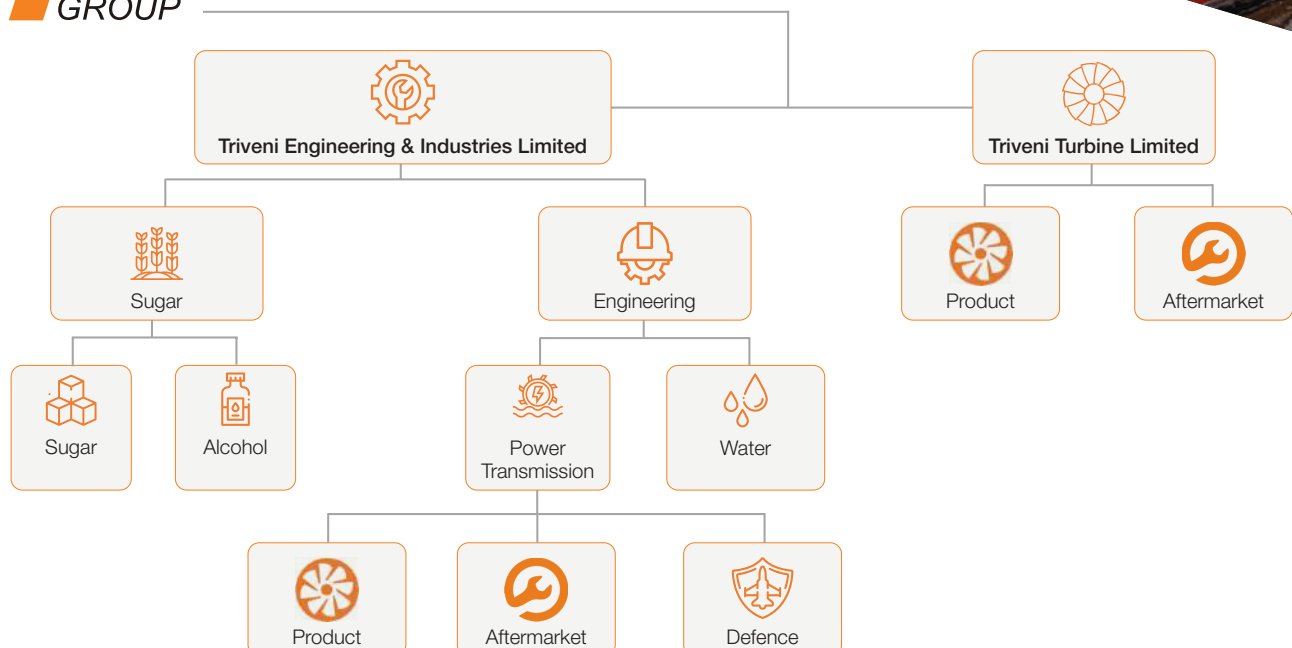 GROUP
Triveni Engineering & Industries Limited
Triveni Turbine Limited
Sugar
Engineering
Product
Aftermarket
Sugar
Alcohol
Power
Transmission
Water
Product
Aftermarket
Defence